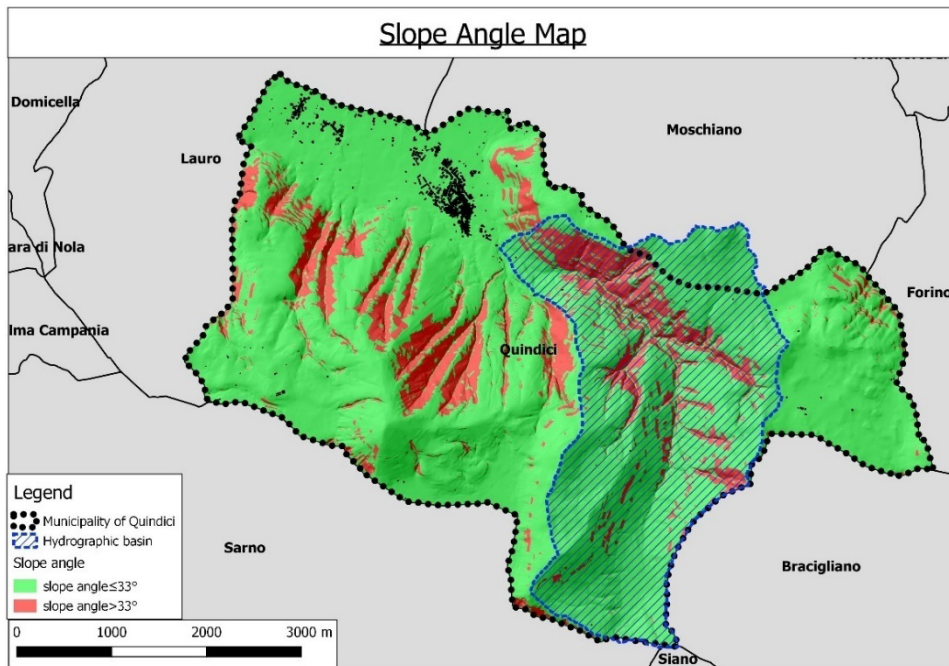 Slope Angle Map
Domicella
Moschiano
Lauro
ara di Nola
Forino
lma Campania
Quindici
Legend
Municipality of Quindici
Hydrographic basin
Slope angle
slope angle≤33°
slope angle>33°
Sarno
Bracigliano
0 1000 2000 3000 m
Siano